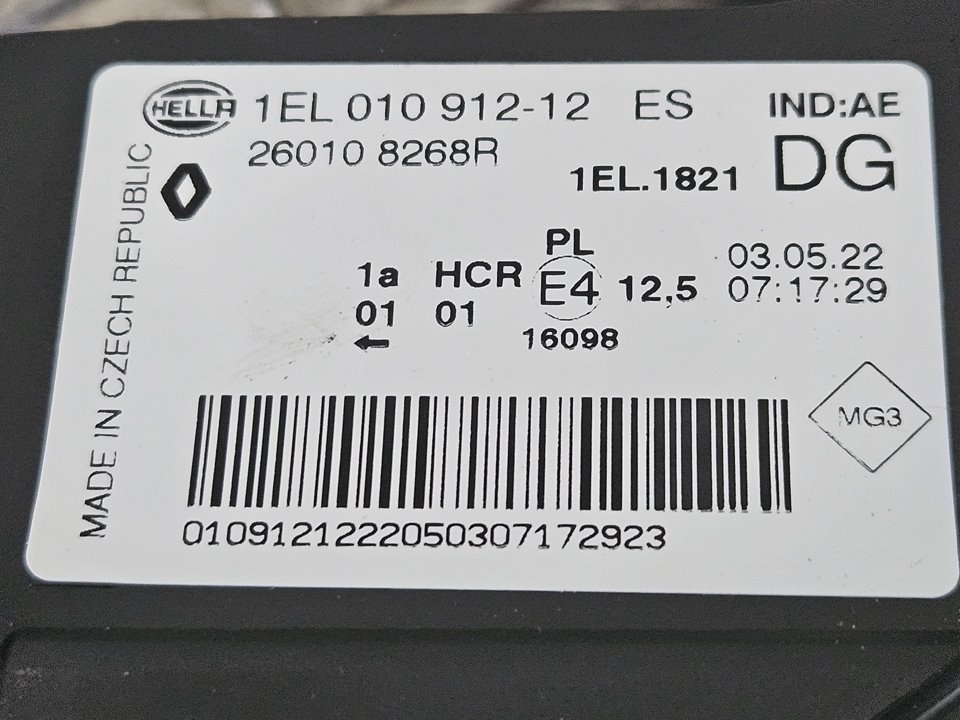 HELLA 1EL 010 912-12 ES IND:AE
26010 8268R
1EL.1821 DG
MADE IN CZECH REPUBLIC
PL
1a HCR E4 12,5 03.05.22
01 01 07:17:29
16098
MG3
010912122205030717 2923